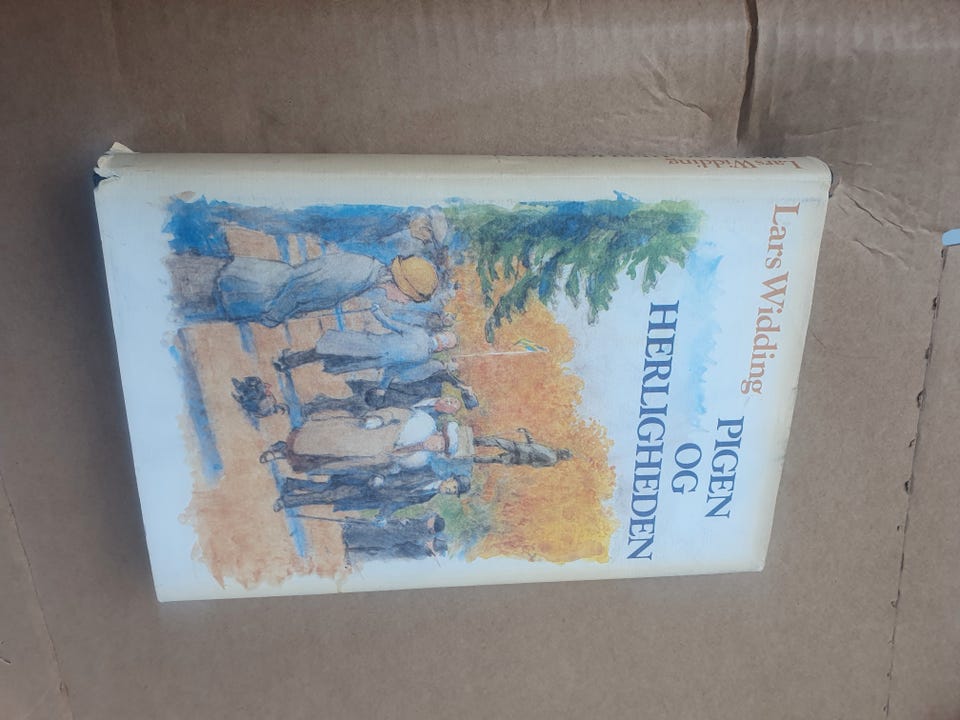 Lars Widding
PIGEN
OG
HERLIGHEDEN
Lars Widding